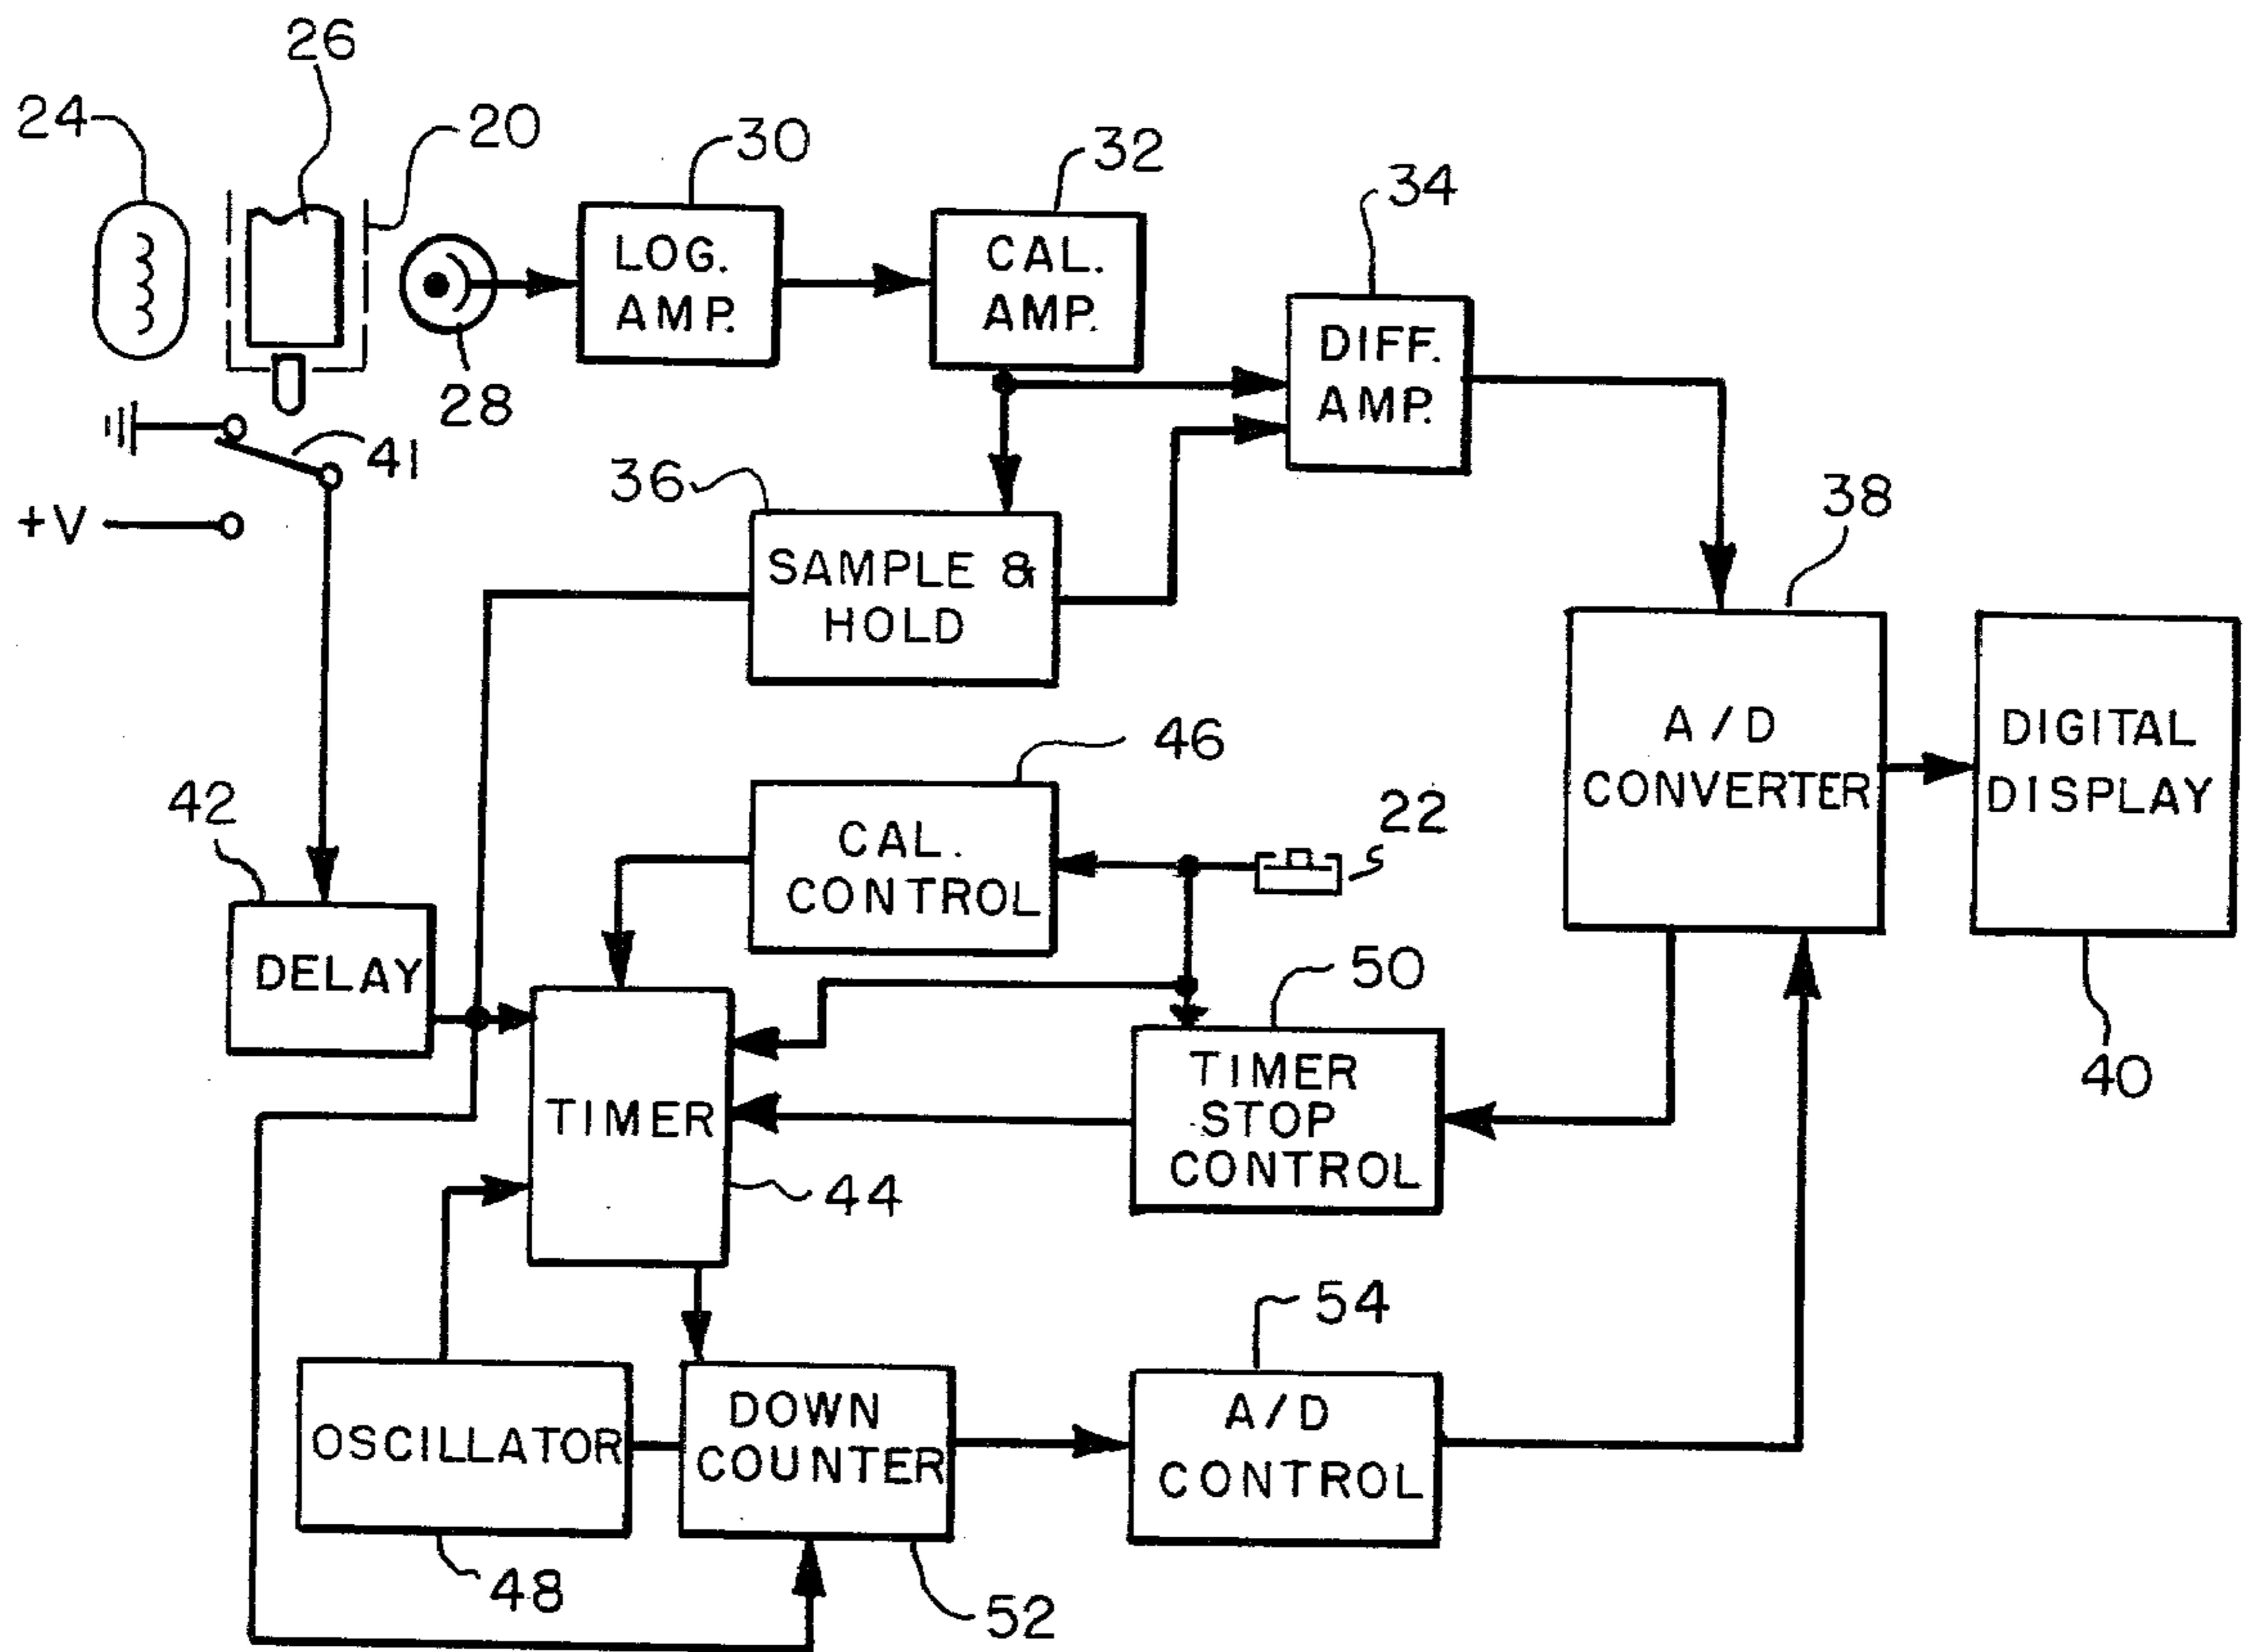 26
24
20
30
32
34
LOG.
AMP.
CAL.
AMP.
DIFF.
AMP.
28
41
+V
36
SAMPLE &
HOLD
38
A/D
CONVERTER
DIGITAL
DISPLAY
40
46
CAL.
CONTROL
22
42
DELAY
50
TIMER
STOP
CONTROL
TIMER
44
54
OSCILLATOR
48
DOWN
COUNTER
52
A/D
CONTROL